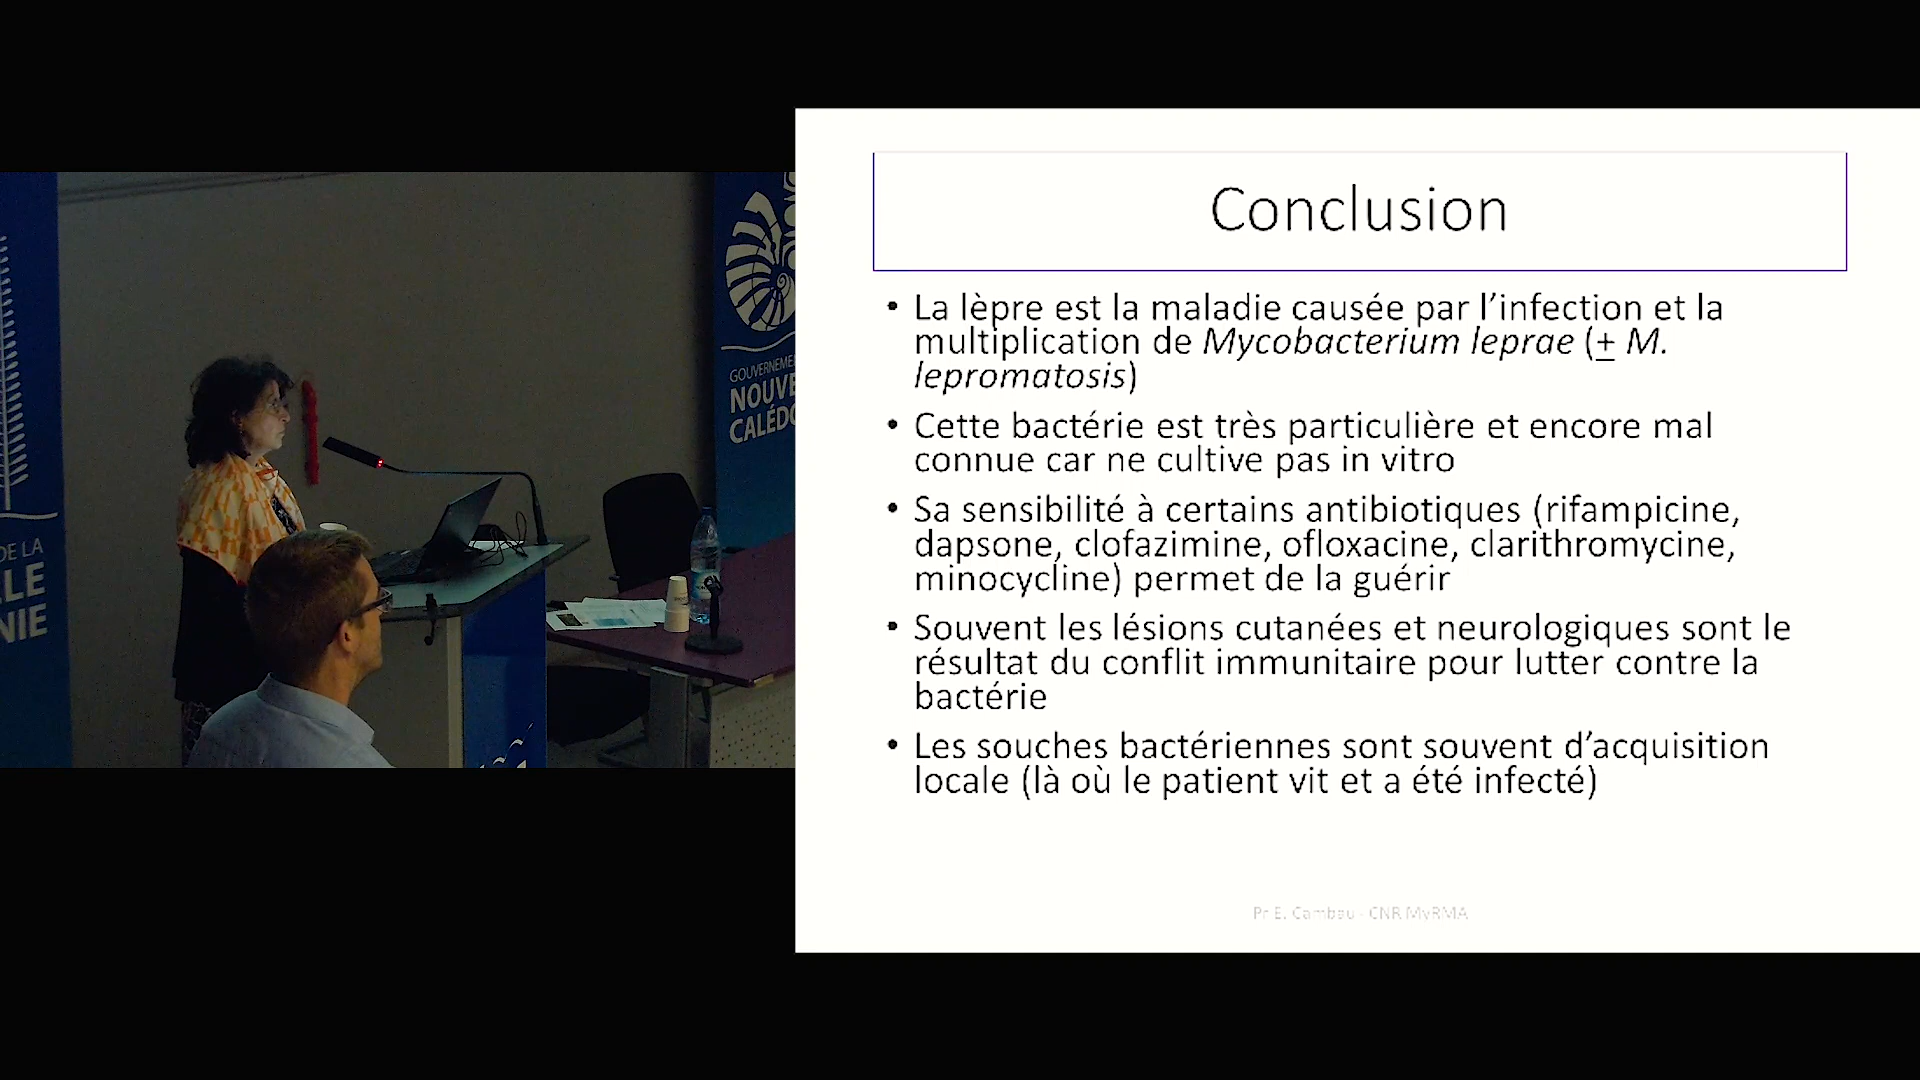 DE LA
LLE
NIE
GOUVERNEME
NOUVE
CALÉDO
Conclusion
• La lèpre est la maladie causée par l’infection et la
multiplication de Mycobacterium leprae (± M.
lepromatosis)
• Cette bactérie est très particulière et encore mal
connue car ne cultive pas in vitro
• Sa sensibilité à certains antibiotiques (rifampicine,
dapsone, clofazimine, ofloxacine, clarithromycine,
minocycline) permet de la guérir
• Souvent les lésions cutanées et neurologiques sont le
résultat du conflit immunitaire pour lutter contre la
bactérie
• Les souches bactériennes sont souvent d’acquisition
locale (là où le patient vit et a été infecté)
Pr E. Cambau - CNR MyRMA